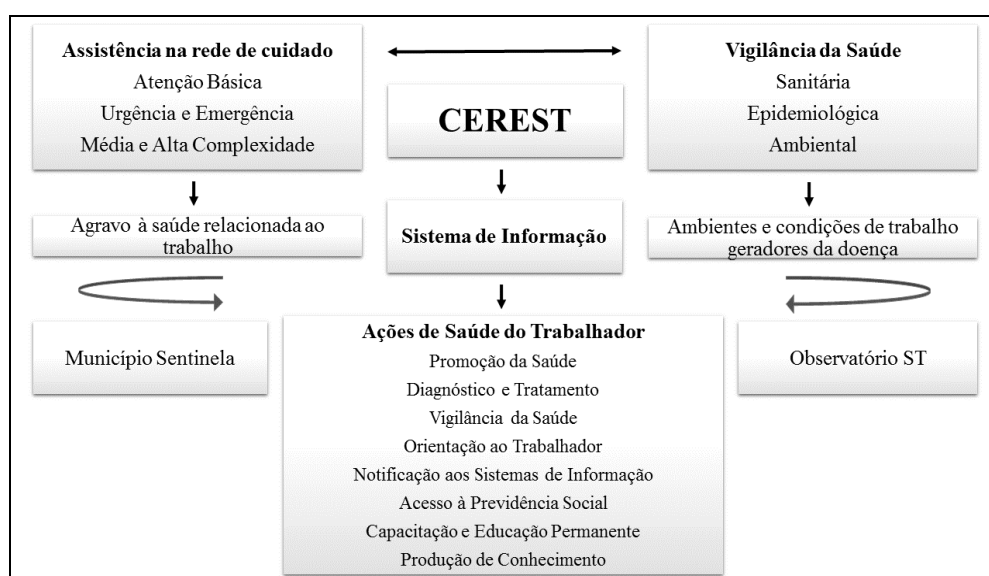 Assistência na rede de cuidado
Atenção Básica
Urgência e Emergência
Média e Alta Complexidade
CEREST
Vigilância da Saúde
Sanitária
Epidemiológica
Ambiental
Agravo à saúde relacionada ao
trabalho
Sistema de Informação
Ambientes e condições de trabalho
geradores da doença
Município Sentinela
Ações de Saúde do Trabalhador
Promoção da Saúde
Diagnóstico e Tratamento
Vigilância da Saúde
Orientação ao Trabalhador
Notificação aos Sistemas de Informação
Acesso à Previdência Social
Capacitação e Educação Permanente
Produção de Conhecimento
Observatório ST